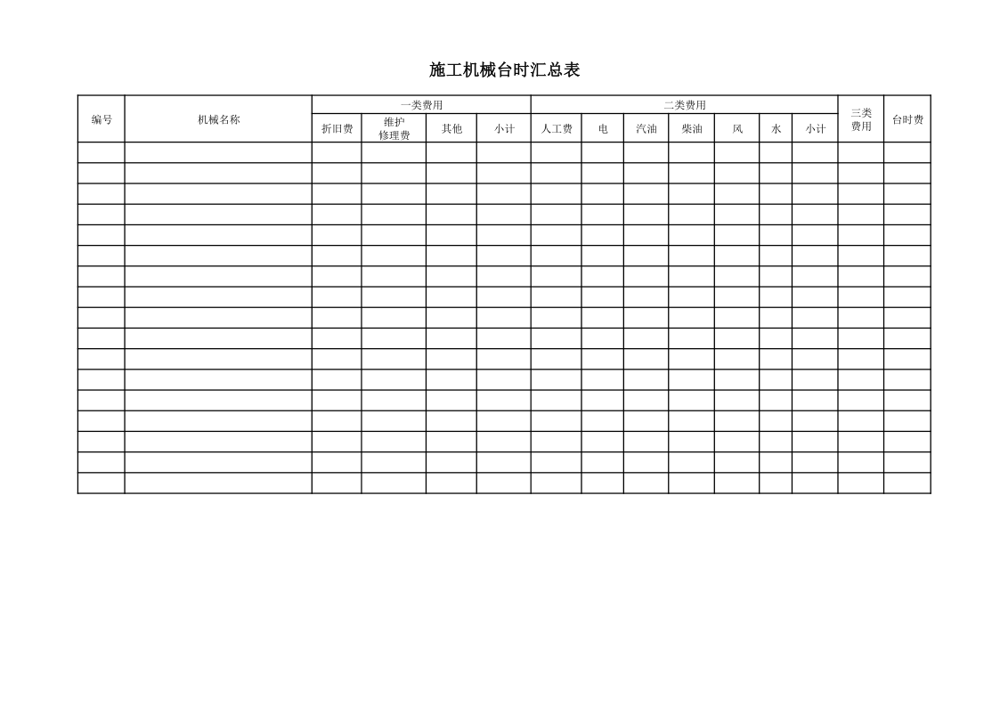 施工机械台时汇总表
编号
机械名称
一类费用
二类费用
三类
费用
台时费
折旧费
维护
修理费
其他
小计
人工费
电
汽油
柴油
风
水
小计